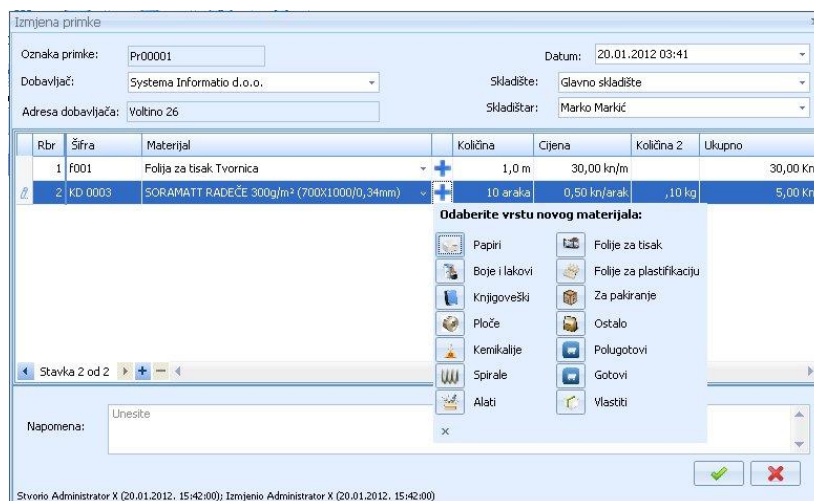 Izmjena primke
Oznaka primke: Pr00001 Datum: 20.01.2012 03:41
Dobavljač: Systema Informatio d.o.o. Skladište: Glavno skladište
Adresa dobavljača: Voltino 26 Skladištar: Marko Markić
Rbr Šifra Materijal Količina Cijena Količina 2 Ukupno
1 f001 Folija za tisak Tvornica 1,0 m 30,00 kn/m 30,00 Kn
2 KD 0003 SORAMATT RADEČE 300g/m² (700X1000/0,34mm) 10 araka 0,50 kn/arak ,10 kg 5,00 Kn
Odaberite vrstu novog materijala:
Papiri Folije za tisak
Boje i lakovi Folije za plastifikaciju
Knjigoveški Za pakiranje
Ploče Ostalo
Kemikalije Polugotovi
Spirale Gotovi
Alati Vlastiti
Stavka 2 od 2
Napomena: Unesite
Stvorio Administrator X (20.01.2012. 15:42:00); Izmjenio Administrator X (20.01.2012. 15:42:00)